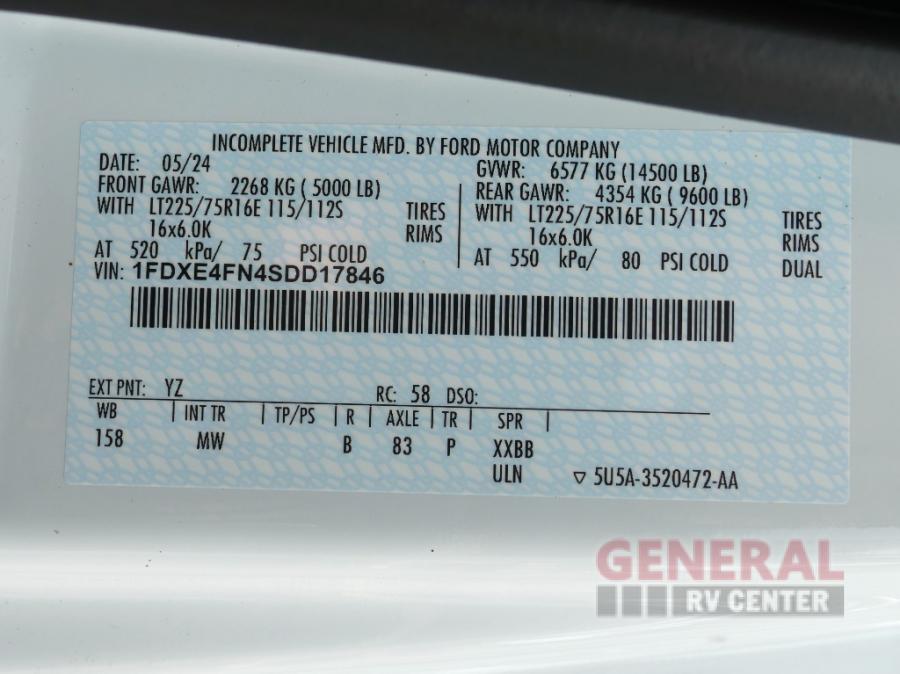 INCOMPLETE VEHICLE MFD. BY FORD MOTOR COMPANY
DATE: 05/24 GVWR: 6577 KG (14500 LB)
FRONT GAWR: 2268 KG ( 5000 LB) REAR GAWR: 4354 KG ( 9600 LB)
WITH LT225/75R16E 115/112S TIRES WITH LT225/75R16E 115/112S TIRES
16x6.0K RIMS 16x6.0K RIMS
AT 520 kPa/ 75 PSI COLD AT 550 kPa/ 80 PSI COLD DUAL
VIN: 1FDXE4FN4SDD17846
EXT PNT: YZ RC: 58 DSO:
WB | INT TR | TP/PS | R | AXLE | TR | SPR |
158 MW B 83 P XXBB
ULN ▽ 5U5A-3520472-AA
GENERAL
RV CENTER